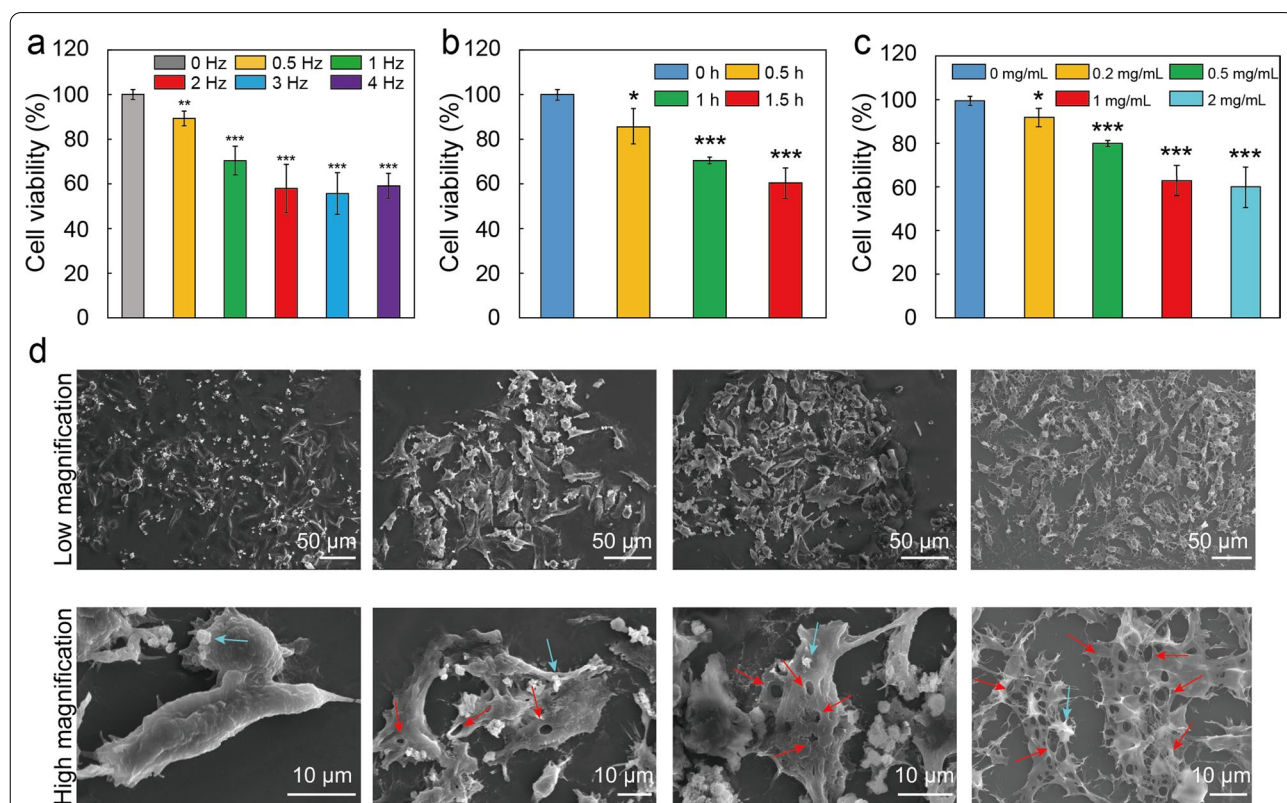 a
120
100
80
60
40
20
0
Cell viability (%)
0 Hz 0.5 Hz 1 Hz
2 Hz 3 Hz 4 Hz
**
***
***
***
***
b
120
100
80
60
40
20
0
Cell viability (%)
0 h 0.5 h
1 h 1.5 h
*
***
***
c
120
100
80
60
40
20
0
Cell viability (%)
0 mg/mL 0.2 mg/mL 0.5 mg/mL
1 mg/mL 2 mg/mL
*
***
***
***
d
Low magnification
50 µm
50 µm
50 µm
50 µm
High magnification
10 µm
10 µm
10 µm
10 µm